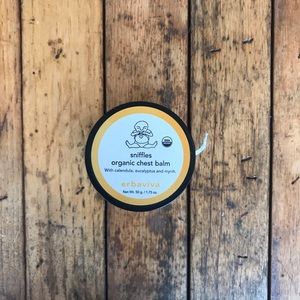 sniffles
organic chest balm
With calendula, eucalyptus and myrrh.
erbaviva
Net Wt. 50 g / 1.75 oz